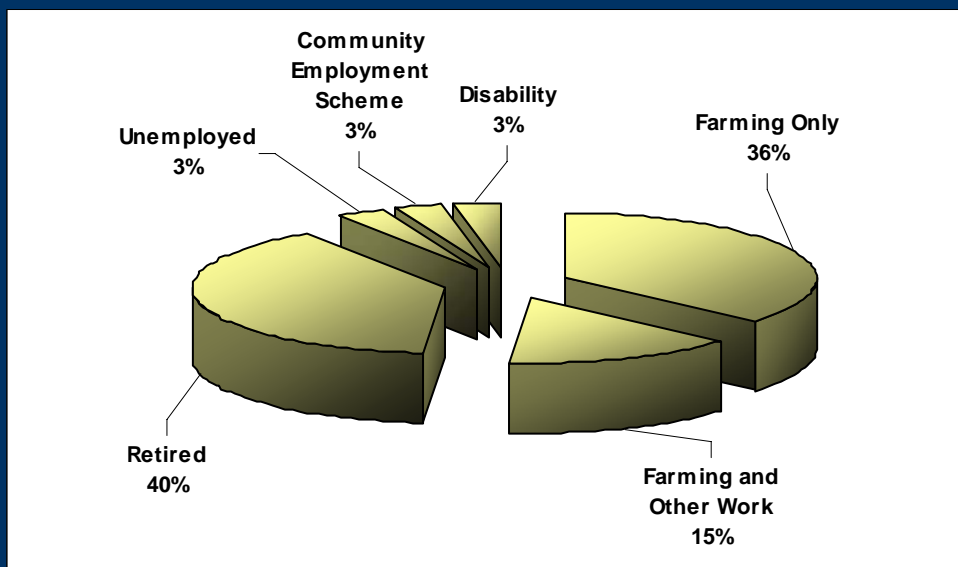 Community
Employment
Scheme
3%
Disability
3%
Farming Only
36%
Unemployed
3%
Retired
40%
Farming and
Other Work
15%